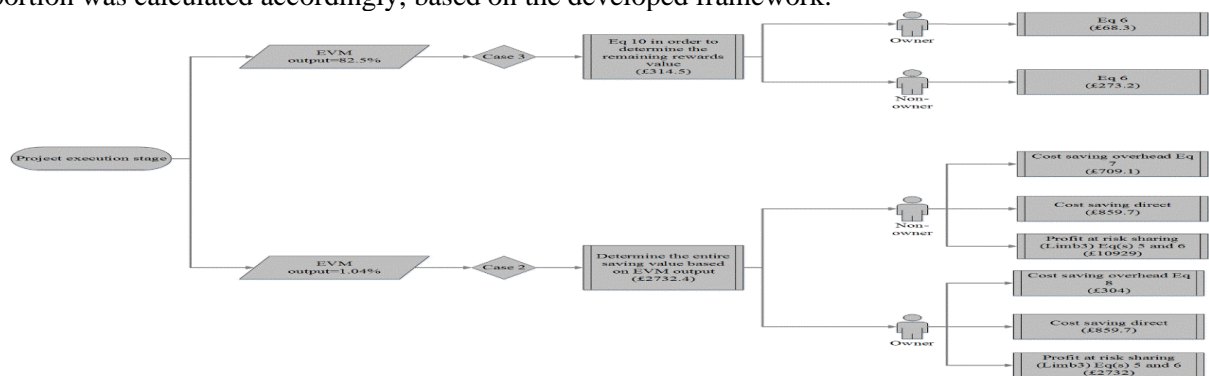 portion was calculated accordingly, based on the developed framework.
Project execution stage
EVM
output=82.5%
Case 3
Eq 10 in order to
determine the
remaining rewards
value
(£314.5)
Owner
Eq 6
(£68.3)
Non-
owner
Eq 6
(£273.2)
EVM
output=1.04%
Case 2
Determine the entire
saving value based
on EVM output
(£2732.4)
Non-
owner
Cost saving overhead Eq
7
(£709.1)
Cost saving direct
(£859.7)
Profit at risk sharing
(Limb3) Eq(s) 5 and 6
(£10929)
Owner
Cost saving overhead Eq
8
(£304)
Cost saving direct
(£859.7)
Profit at risk sharing
(Limb3) Eq(s) 5 and 6
(£2732)